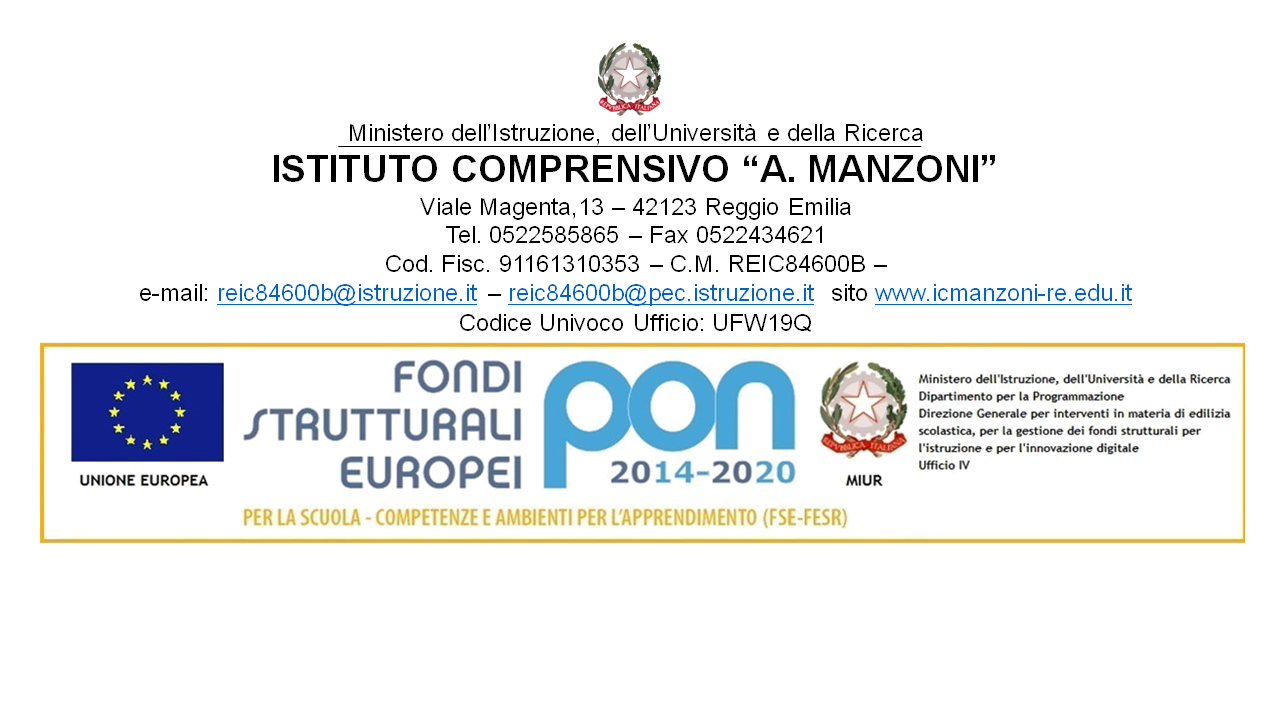 REPVBBLICA ITALIANA
Ministero dell’Istruzione, dell’Università e della Ricerca
ISTITUTO COMPRENSIVO “A. MANZONI”
Viale Magenta,13 – 42123 Reggio Emilia
Tel. 0522585865 – Fax 0522434621
Cod. Fisc. 91161310353 – C.M. REIC84600B –
e-mail: reic84600b@istruzione.it – reic84600b@pec.istruzione.it sito www.icmanzoni-re.edu.it
Codice Univoco Ufficio: UFW19Q
UNIONE EUROPEA
FONDI
STRUTTURALI
EUROPEI
pon
2014-2020
REPVBBLICA ITALIANA
MIUR
Ministero dell'Istruzione, dell'Università e della Ricerca
Dipartimento per la Programmazione
Direzione Generale per interventi in materia di edilizia
scolastica, per la gestione dei fondi strutturali per
l'istruzione e per l'innovazione digitale
Ufficio IV
PER LA SCUOLA - COMPETENZE E AMBIENTI PER L'APPRENDIMENTO (FSE-FESR)